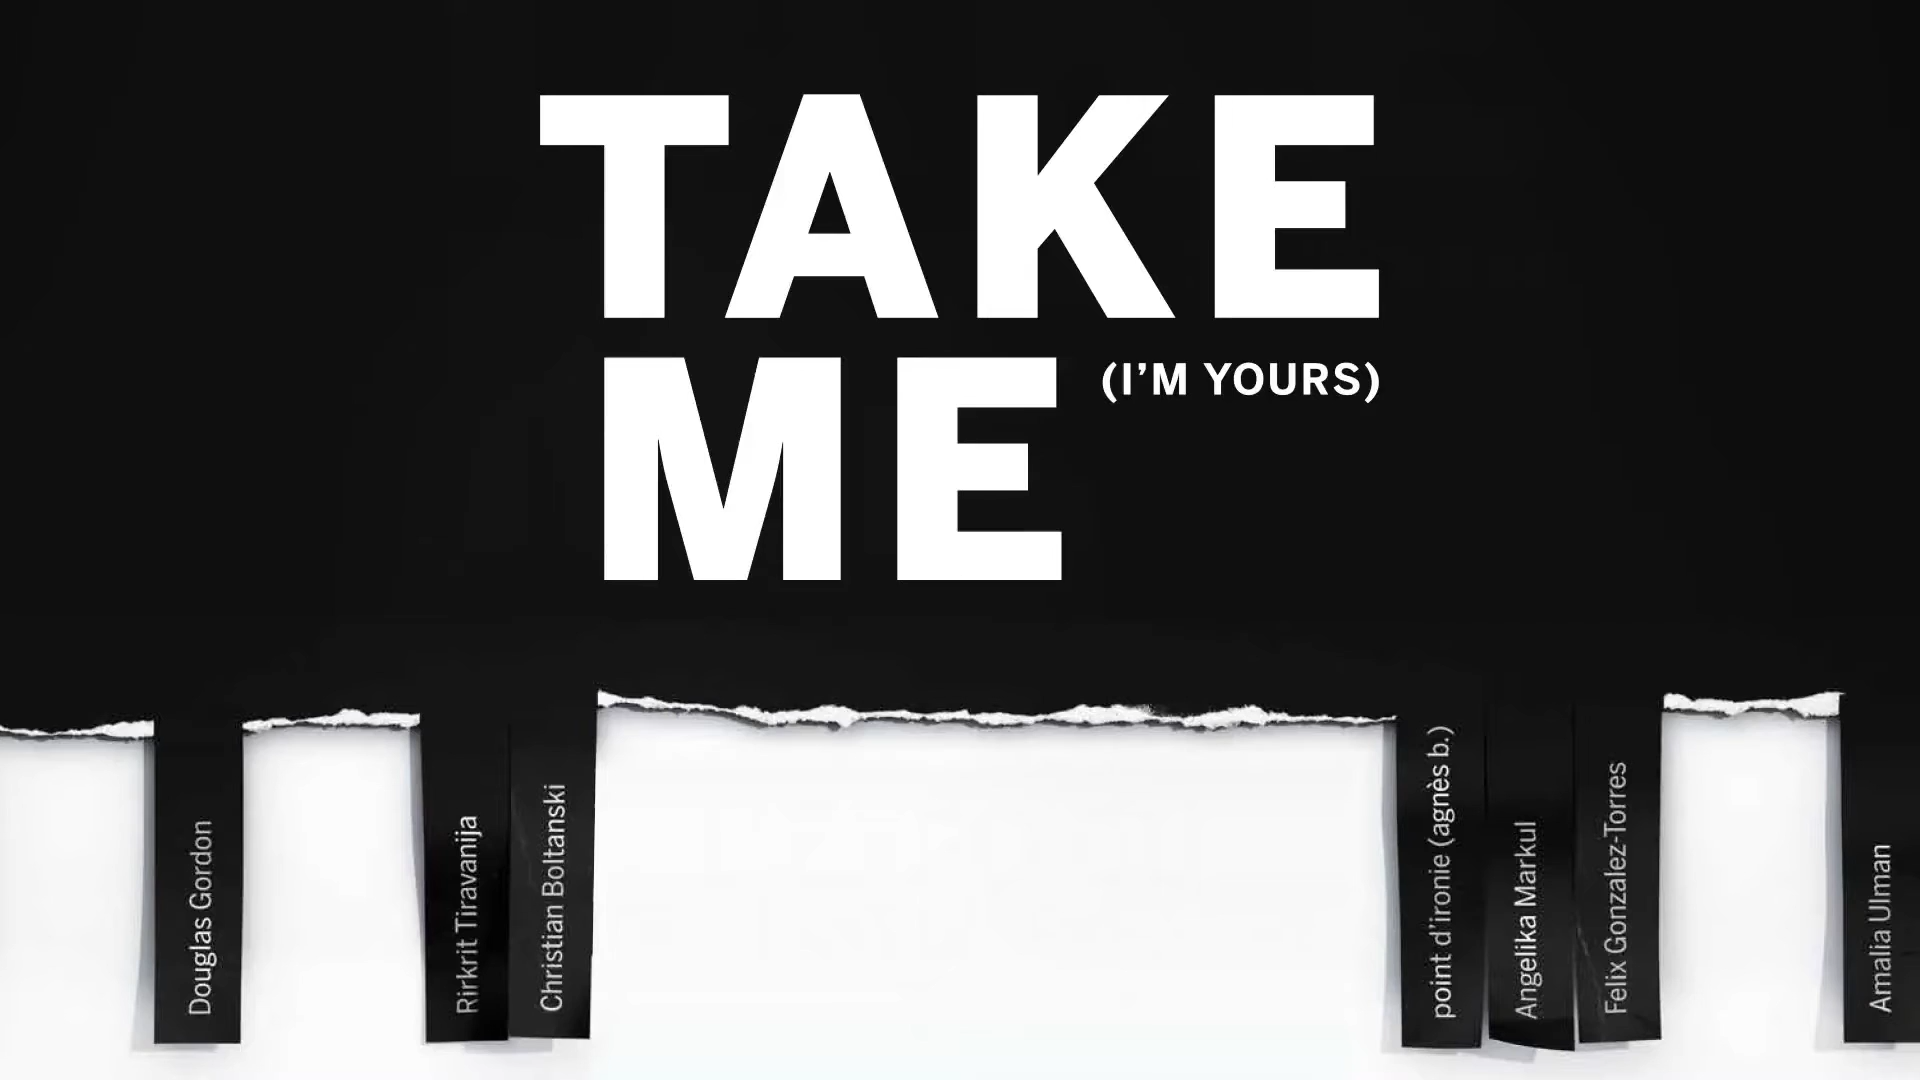 TAKE
ME (I’M YOURS)
Douglas Gordon
Rirkrit Tiravanija
Christian Boltanski
point d’ironie (agnès b.)
Angelika Markul
Felix Gonzalez-Torres
Amalia Ulman